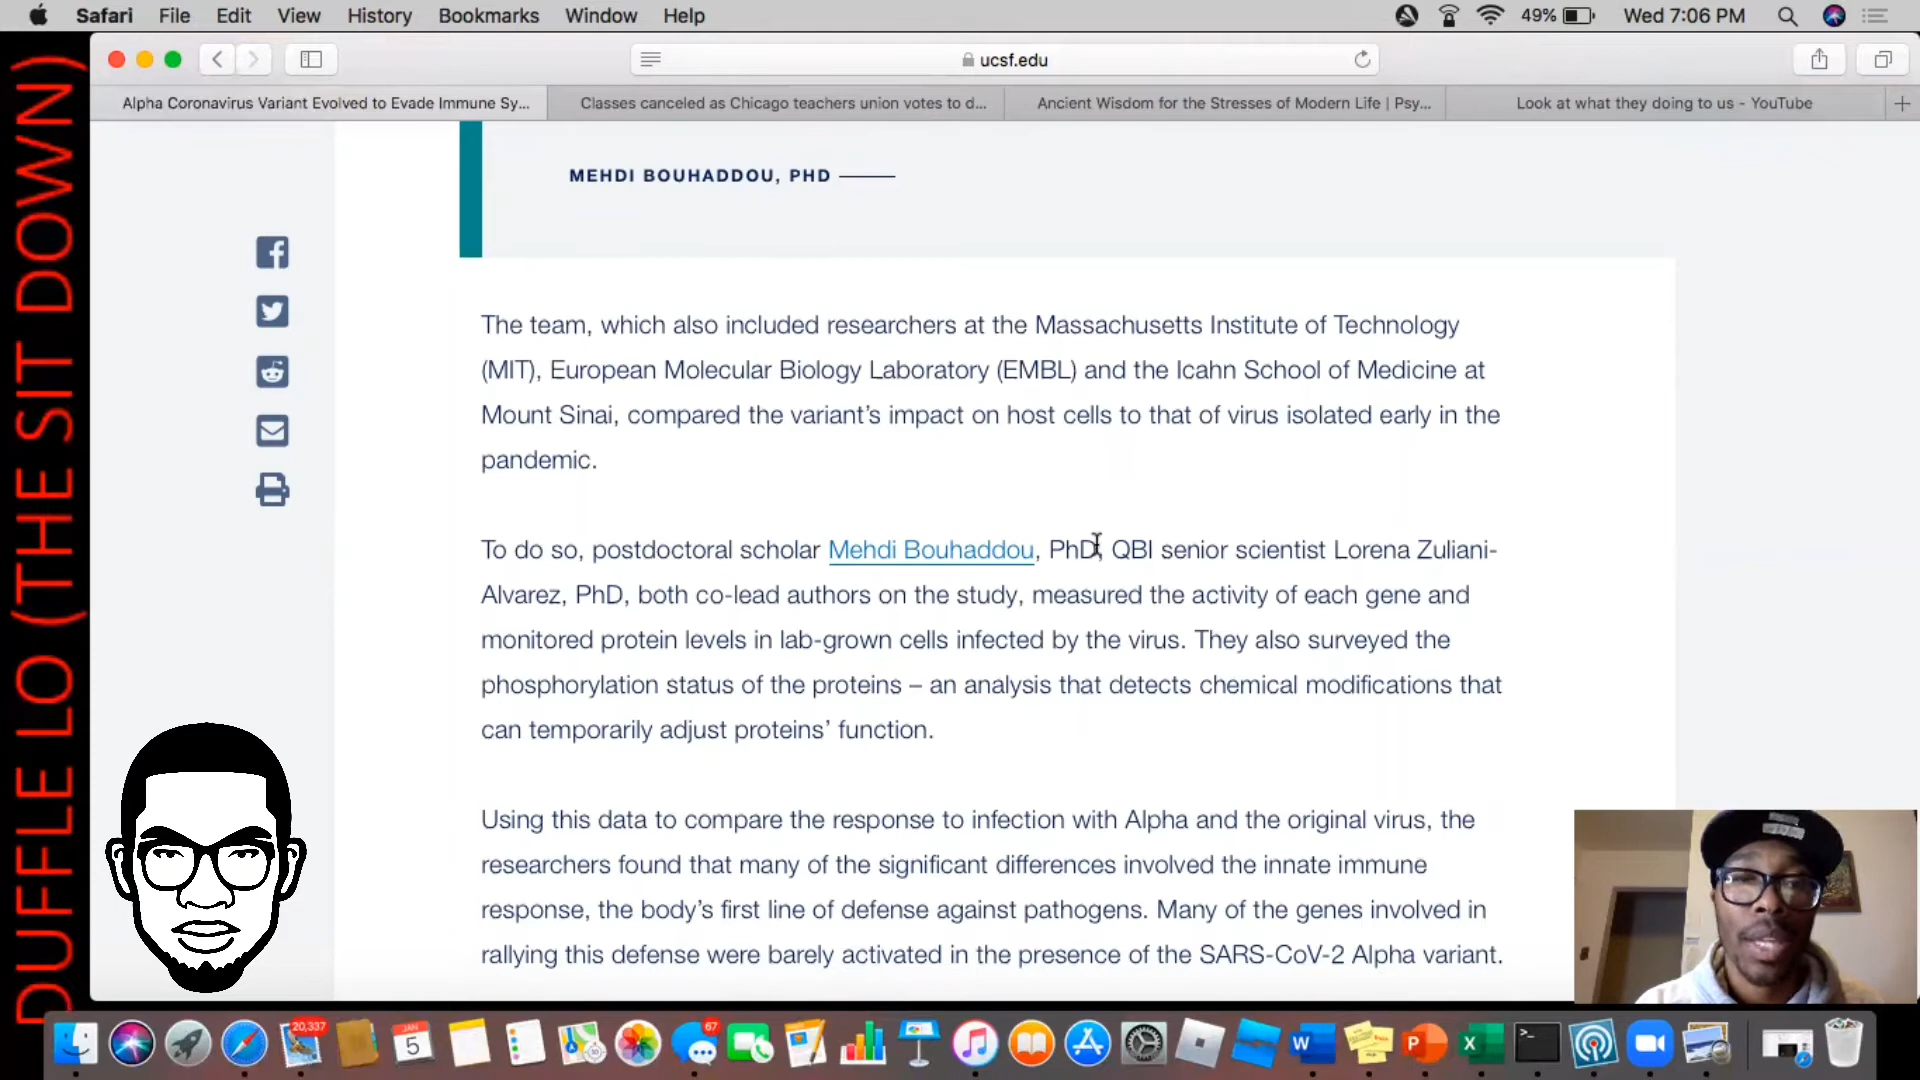 Safari File Edit View History Bookmarks Window Help 49% Wed 7:06 PM
ucsf.edu
Alpha Coronavirus Variant Evolved to Evade Immune Sy... Classes canceled as Chicago teachers union votes to d... Ancient Wisdom for the Stresses of Modern Life | Psy... Look at what they doing to us - YouTube
DUFFLE LO (THE SIT DOWN)
MEHDI BOUHADDOU, PHD
The team, which also included researchers at the Massachusetts Institute of Technology
(MIT), European Molecular Biology Laboratory (EMBL) and the Icahn School of Medicine at
Mount Sinai, compared the variant’s impact on host cells to that of virus isolated early in the
pandemic.
To do so, postdoctoral scholar Mehdi Bouhaddou, PhD, QBI senior scientist Lorena Zuliani-
Alvarez, PhD, both co-lead authors on the study, measured the activity of each gene and
monitored protein levels in lab-grown cells infected by the virus. They also surveyed the
phosphorylation status of the proteins – an analysis that detects chemical modifications that
can temporarily adjust proteins’ function.
Using this data to compare the response to infection with Alpha and the original virus, the
researchers found that many of the significant differences involved the innate immune
response, the body’s first line of defense against pathogens. Many of the genes involved in
rallying this defense were barely activated in the presence of the SARS-CoV-2 Alpha variant.
20,337
JAN
5
67
W
P
X